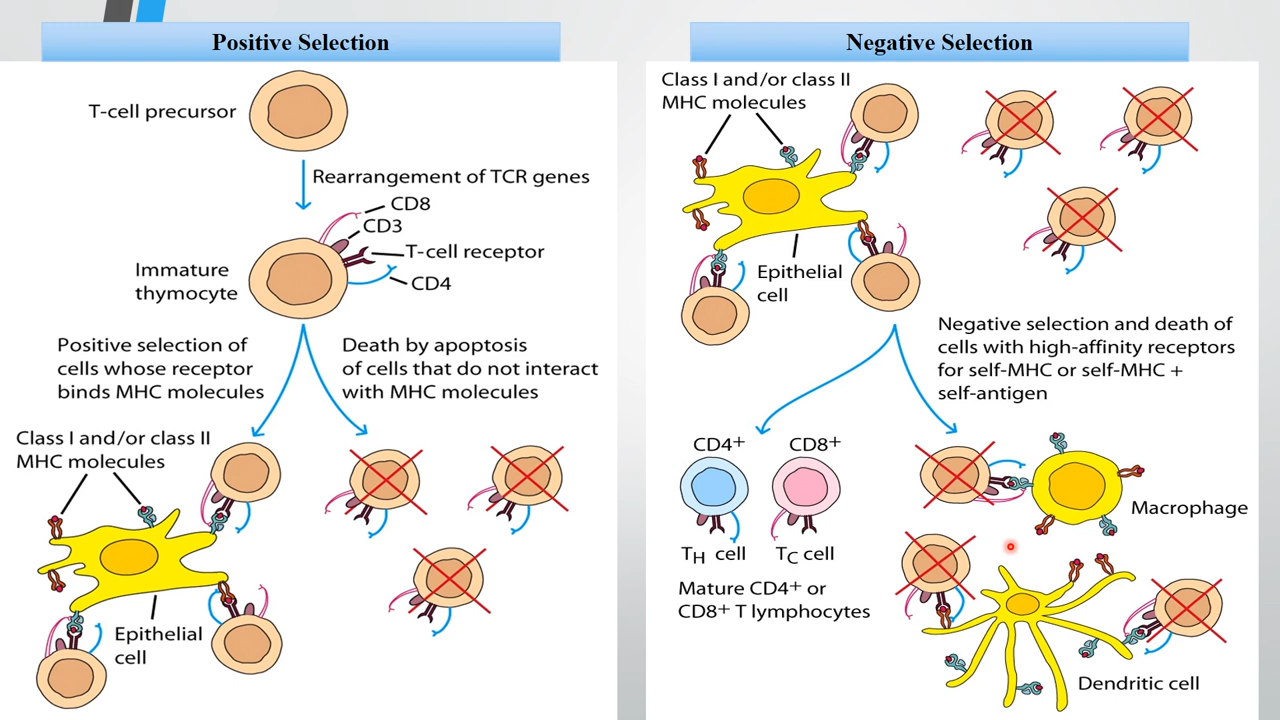 Positive Selection
T-cell precursor
Rearrangement of TCR genes
CD8
CD3
T-cell receptor
CD4
Immature
thymocyte
Positive selection of
cells whose receptor
binds MHC molecules
Death by apoptosis
of cells that do not interact
with MHC molecules
Class I and/or class II
MHC molecules
Epithelial
cell
Negative Selection
Class I and/or class II
MHC molecules
Epithelial
cell
Negative selection and death of
cells with high-affinity receptors
for self-MHC or self-MHC +
self-antigen
CD4+
CD8+
TH cell
TC cell
Mature CD4+ or
CD8+ T lymphocytes
Macrophage
Dendritic cell